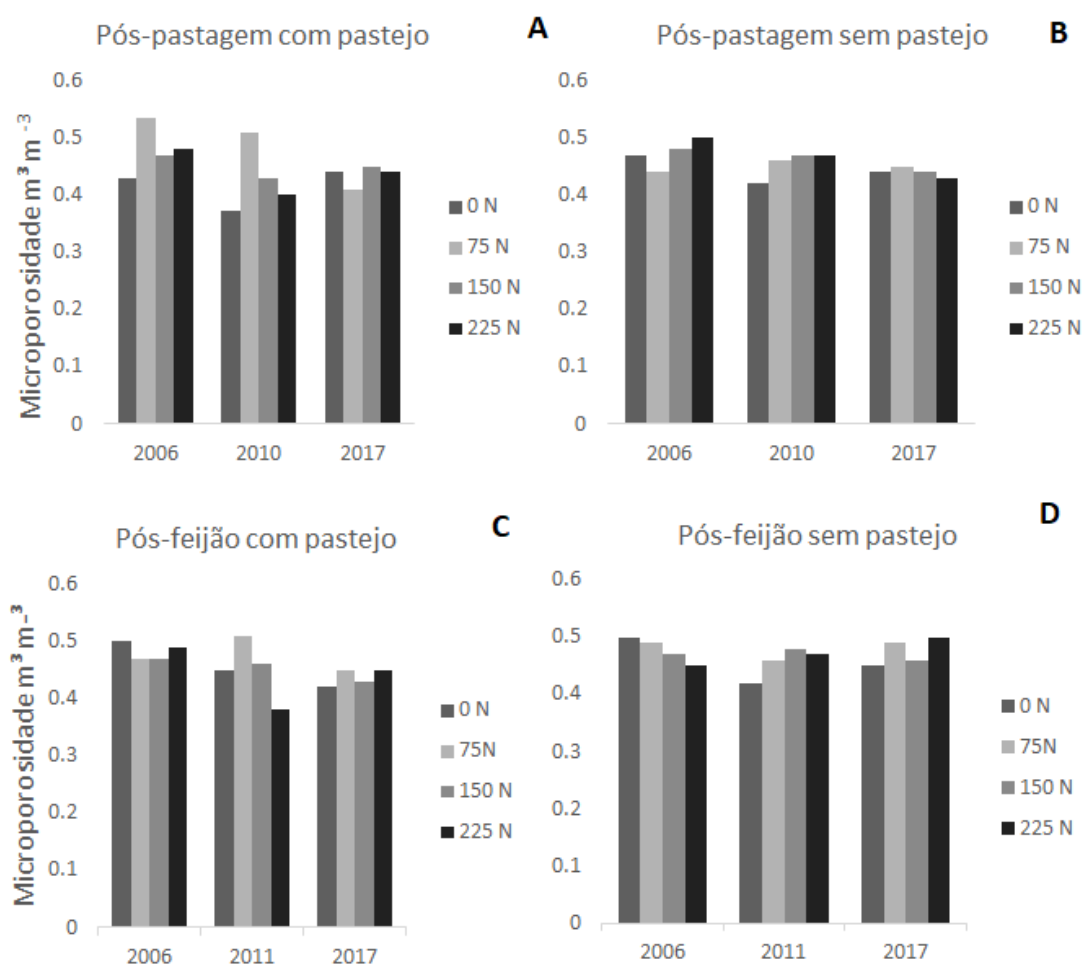 Pós-pastagem com pastejo
A
Microporosidade m³ m ⁻³
0.6
0.5
0.4
0.3
0.2
0.1
0
2006 2010 2017
0 N
75 N
150 N
225 N
Pós-pastagem sem pastejo
B
0.6
0.5
0.4
0.3
0.2
0.1
0
2006 2010 2017
0 N
75 N
150 N
225 N
Pós-feijão com pastejo
C
Microporosidade m³ m-³
0.6
0.5
0.4
0.3
0.2
0.1
0
2006 2011 2017
0 N
75N
150 N
225 N
Pós-feijão sem pastejo
D
0.6
0.5
0.4
0.3
0.2
0.1
0
2006 2011 2017
0 N
75N
150 N
225 N